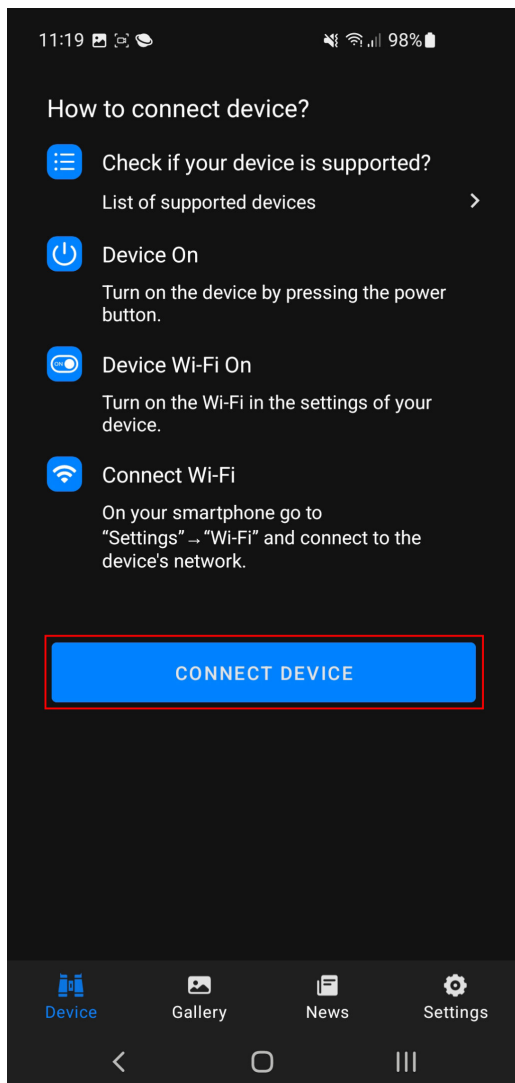 11:19 98%
How to connect device?
Check if your device is supported?
List of supported devices
Device On
Turn on the device by pressing the power
button.
ON
Device Wi-Fi On
Turn on the Wi-Fi in the settings of your
device.
Connect Wi-Fi
On your smartphone go to
“Settings”→“Wi-Fi” and connect to the
device's network.
CONNECT DEVICE
Device Gallery News Settings